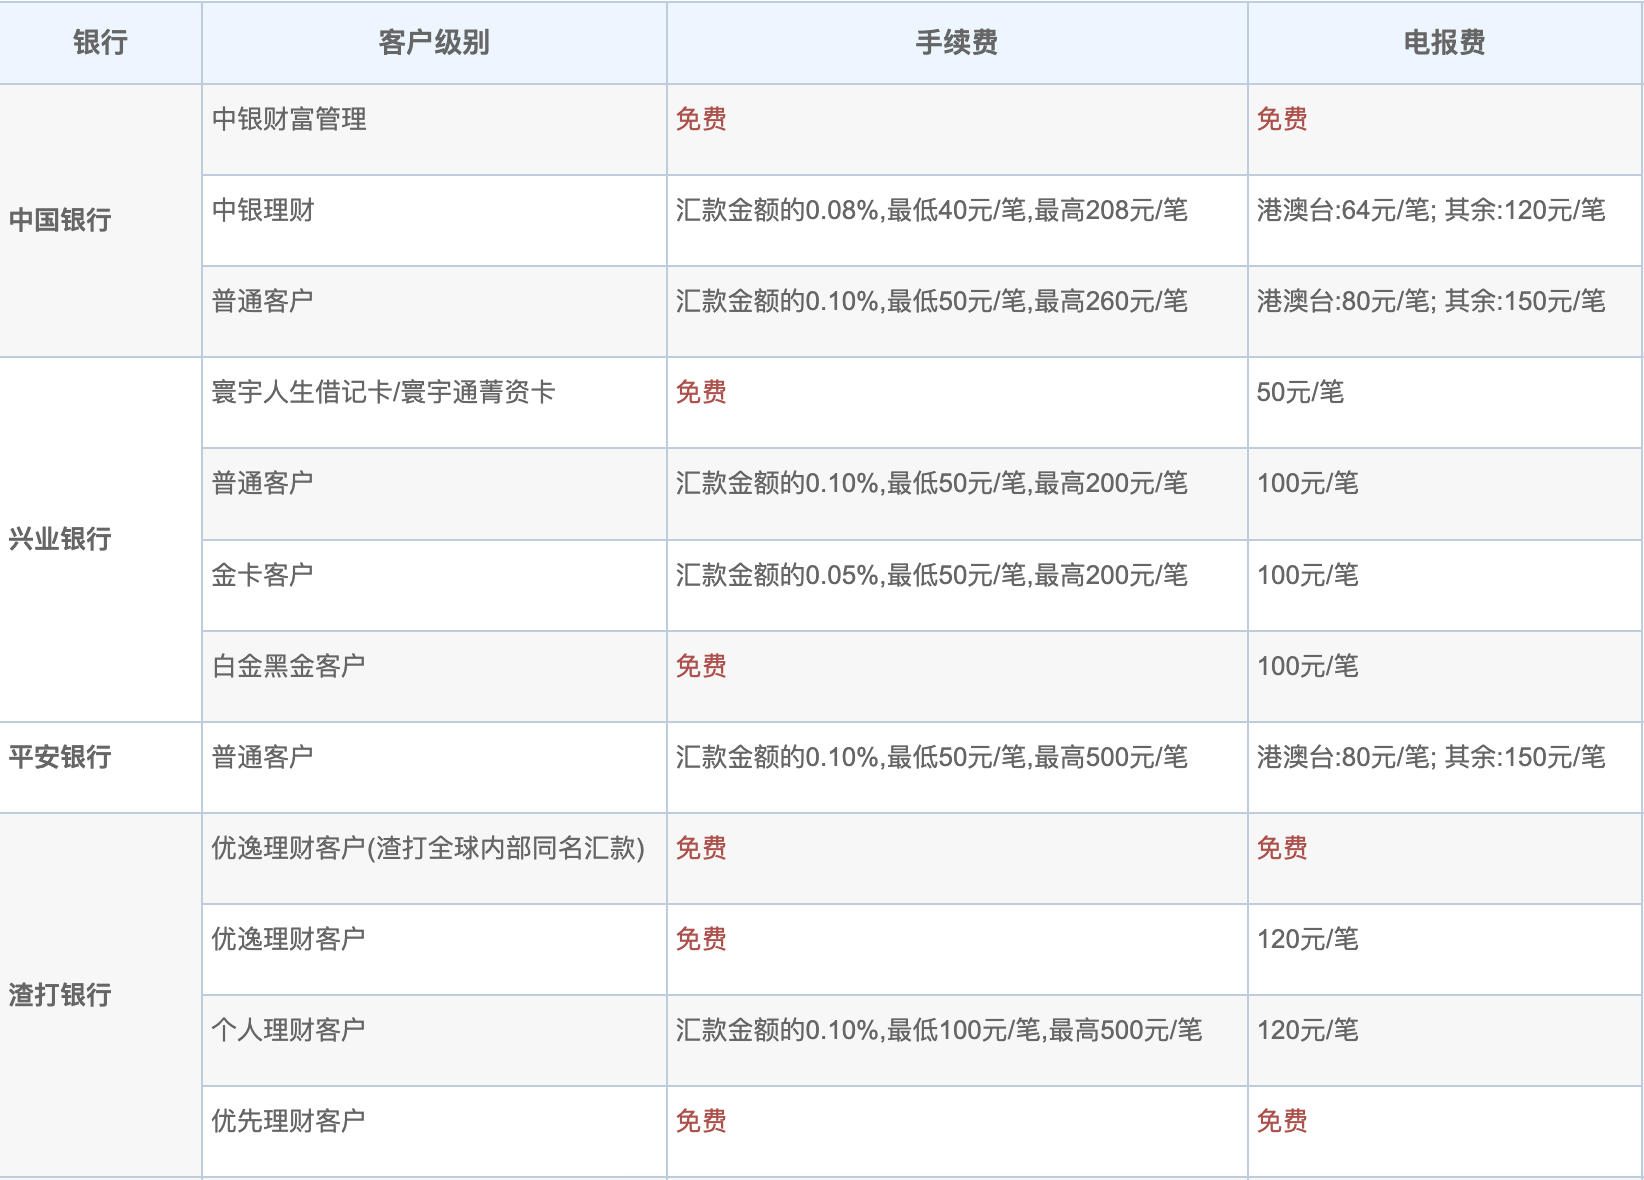 银行 客户级别 手续费 电报费
中国银行
中银财富管理 免费 免费
中银理财 汇款金额的0.08%,最低40元/笔,最高208元/笔 港澳台:64元/笔; 其余:120元/笔
普通客户 汇款金额的0.10%,最低50元/笔,最高260元/笔 港澳台:80元/笔; 其余:150元/笔
兴业银行
寰宇人生借记卡/寰宇通菁资卡 免费 50元/笔
普通客户 汇款金额的0.10%,最低50元/笔,最高200元/笔 100元/笔
金卡客户 汇款金额的0.05%,最低50元/笔,最高200元/笔 100元/笔
白金黑金客户 免费 100元/笔
平安银行 普通客户 汇款金额的0.10%,最低50元/笔,最高500元/笔 港澳台:80元/笔; 其余:150元/笔
渣打银行
优逸理财客户(渣打全球内部同名汇款) 免费 免费
优逸理财客户 免费 120元/笔
个人理财客户 汇款金额的0.10%,最低100元/笔,最高500元/笔 120元/笔
优先理财客户 免费 免费